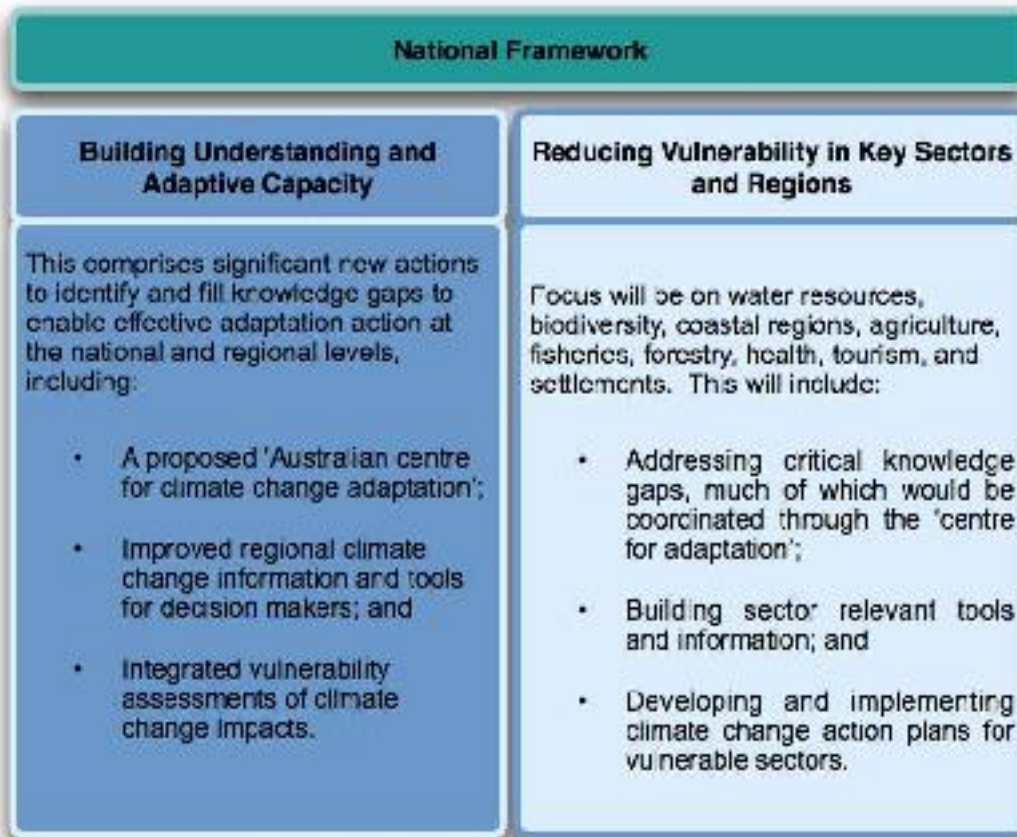 National Framework
Building Understanding and
Adaptive Capacity
This comprises significant new actions
to identify and fill knowledge gaps to
enable effective adaptation action at
the national and regional levels,
including:
• A proposed 'Australian centre
for climate change adaptation';
• Improved regional climate
change information and tools
for decision makers; and
• Integrated vulnerability
assessments of climate
change impacts.
Reducing Vulnerability in Key Sectors
and Regions
Focus will be on water resources,
biodiversity, coastal regions, agriculture,
fisheries, forestry, health, tourism, and
settlements. This will include:
• Addressing critical knowledge
gaps, much of which would be
coordinated through the 'centre
for adaptation';
• Building sector relevant tools
and information; and
• Developing and implementing
climate change action plans for
vulnerable sectors.